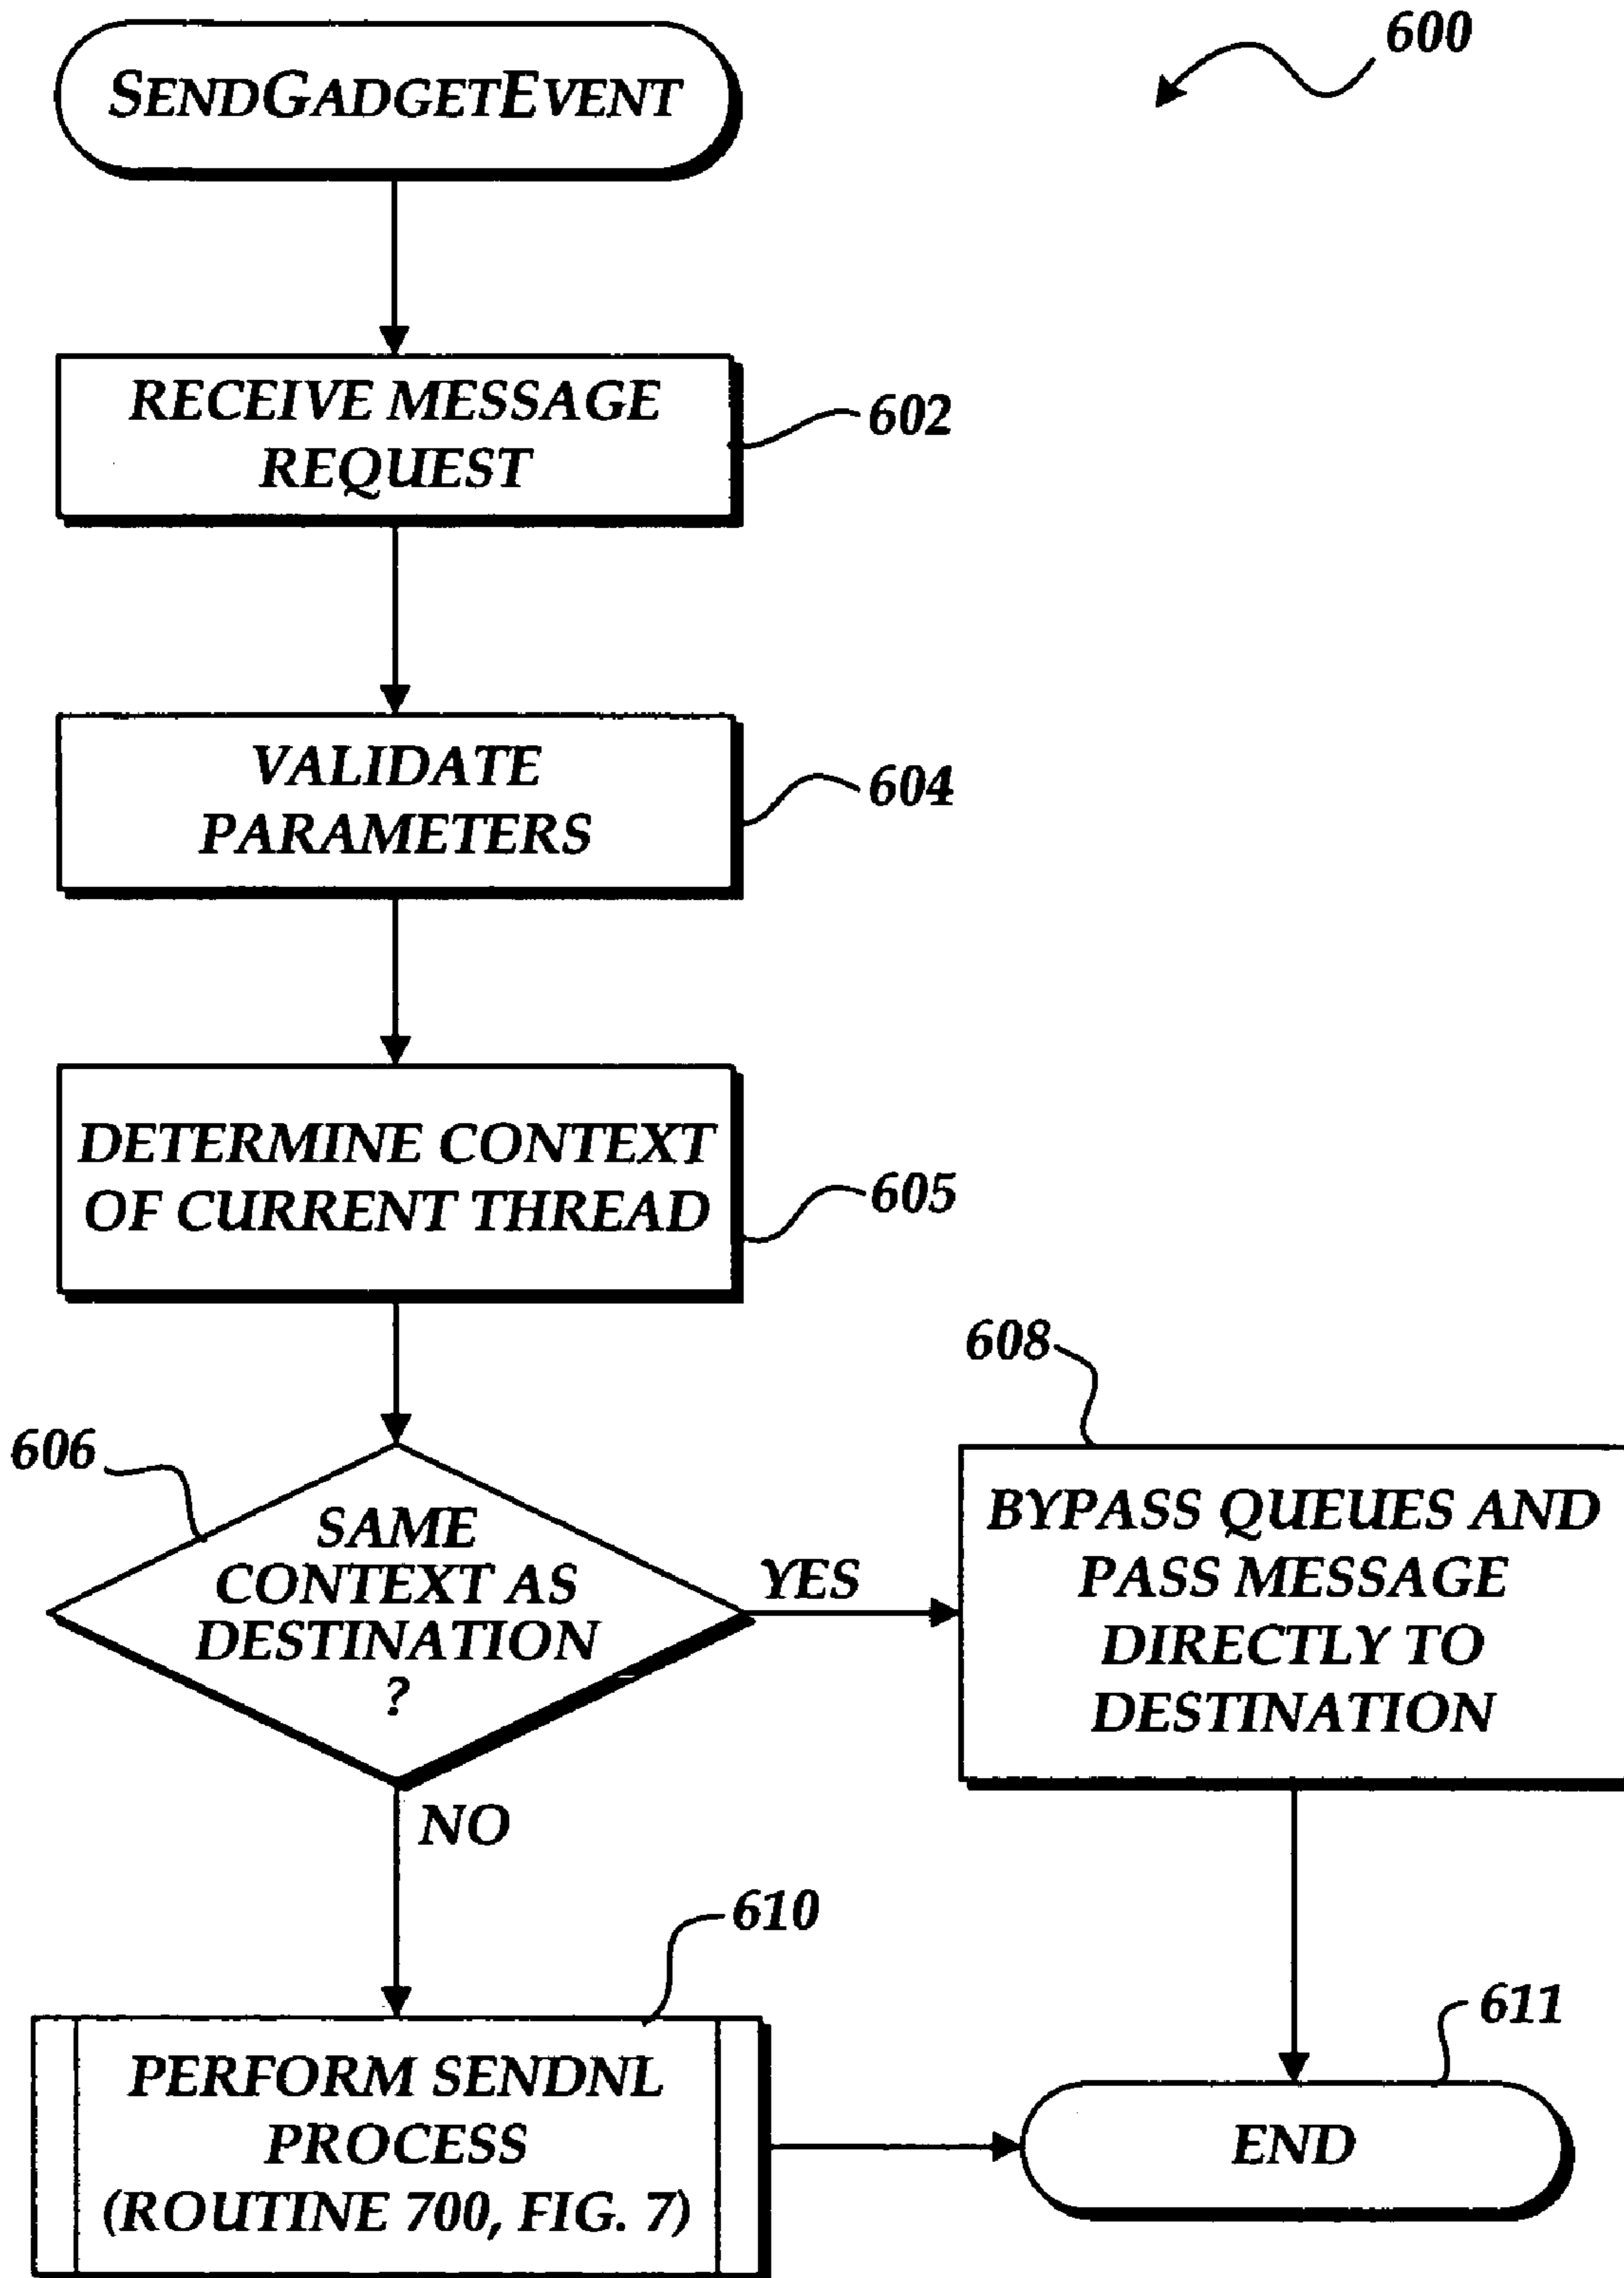 600
SENDGADGETEVENT
RECEIVE MESSAGE
REQUEST
602
VALIDATE
PARAMETERS
604
DETERMINE CONTEXT
OF CURRENT THREAD
605
606
SAME
CONTEXT AS
DESTINATION
?
YES
NO
608
BYPASS QUEUES AND
PASS MESSAGE
DIRECTLY TO
DESTINATION
610
PERFORM SENDNL
PROCESS
(ROUTINE 700, FIG. 7)
611
END